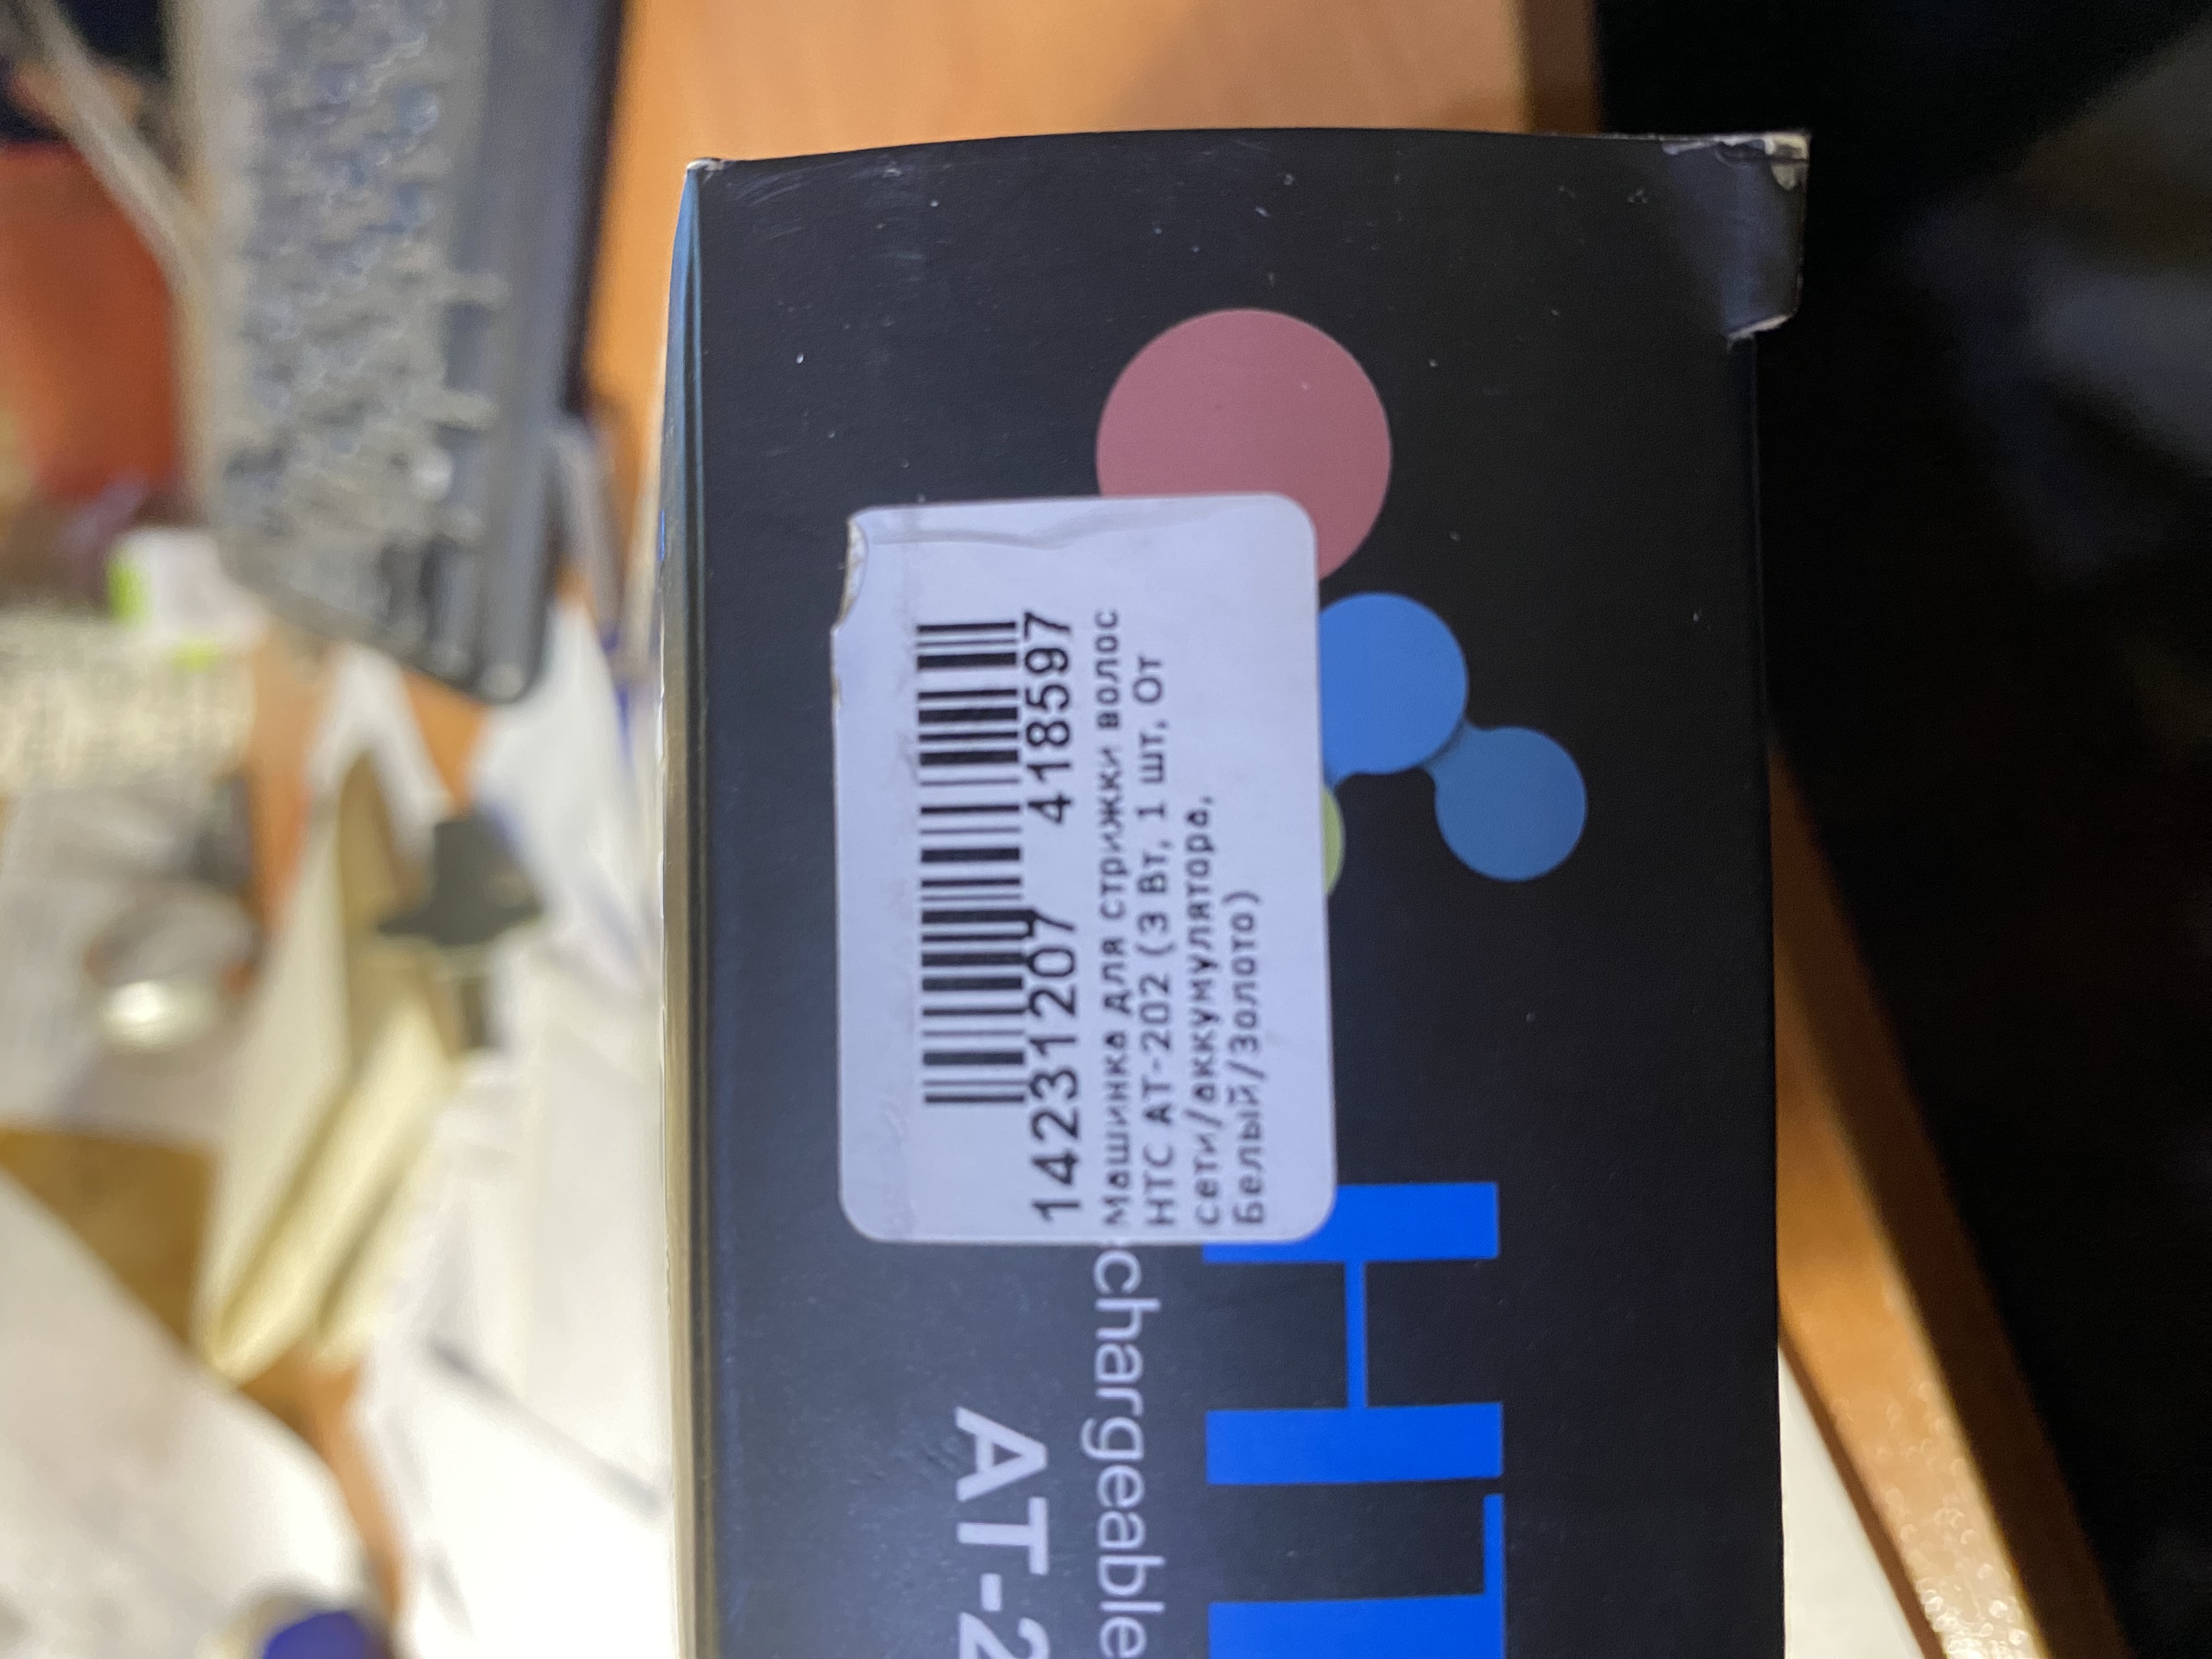 14231207 418597
Машинка для стрижки волос
HTC AT-202 (3 Вт, 1 шт, От
сети/аккумулятора,
Белый/Золото)
HT
chargeable
AT-2